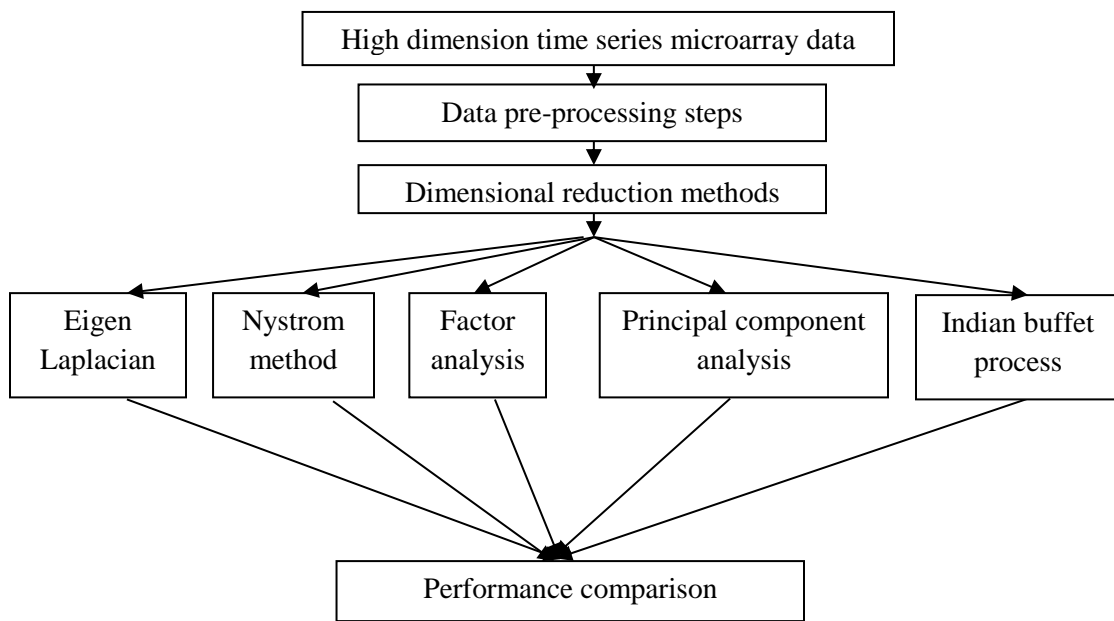 High dimension time series microarray data
Data pre-processing steps
Dimensional reduction methods
Eigen
Laplacian
Nystrom
method
Factor
analysis
Principal component
analysis
Indian buffet
process
Performance comparison